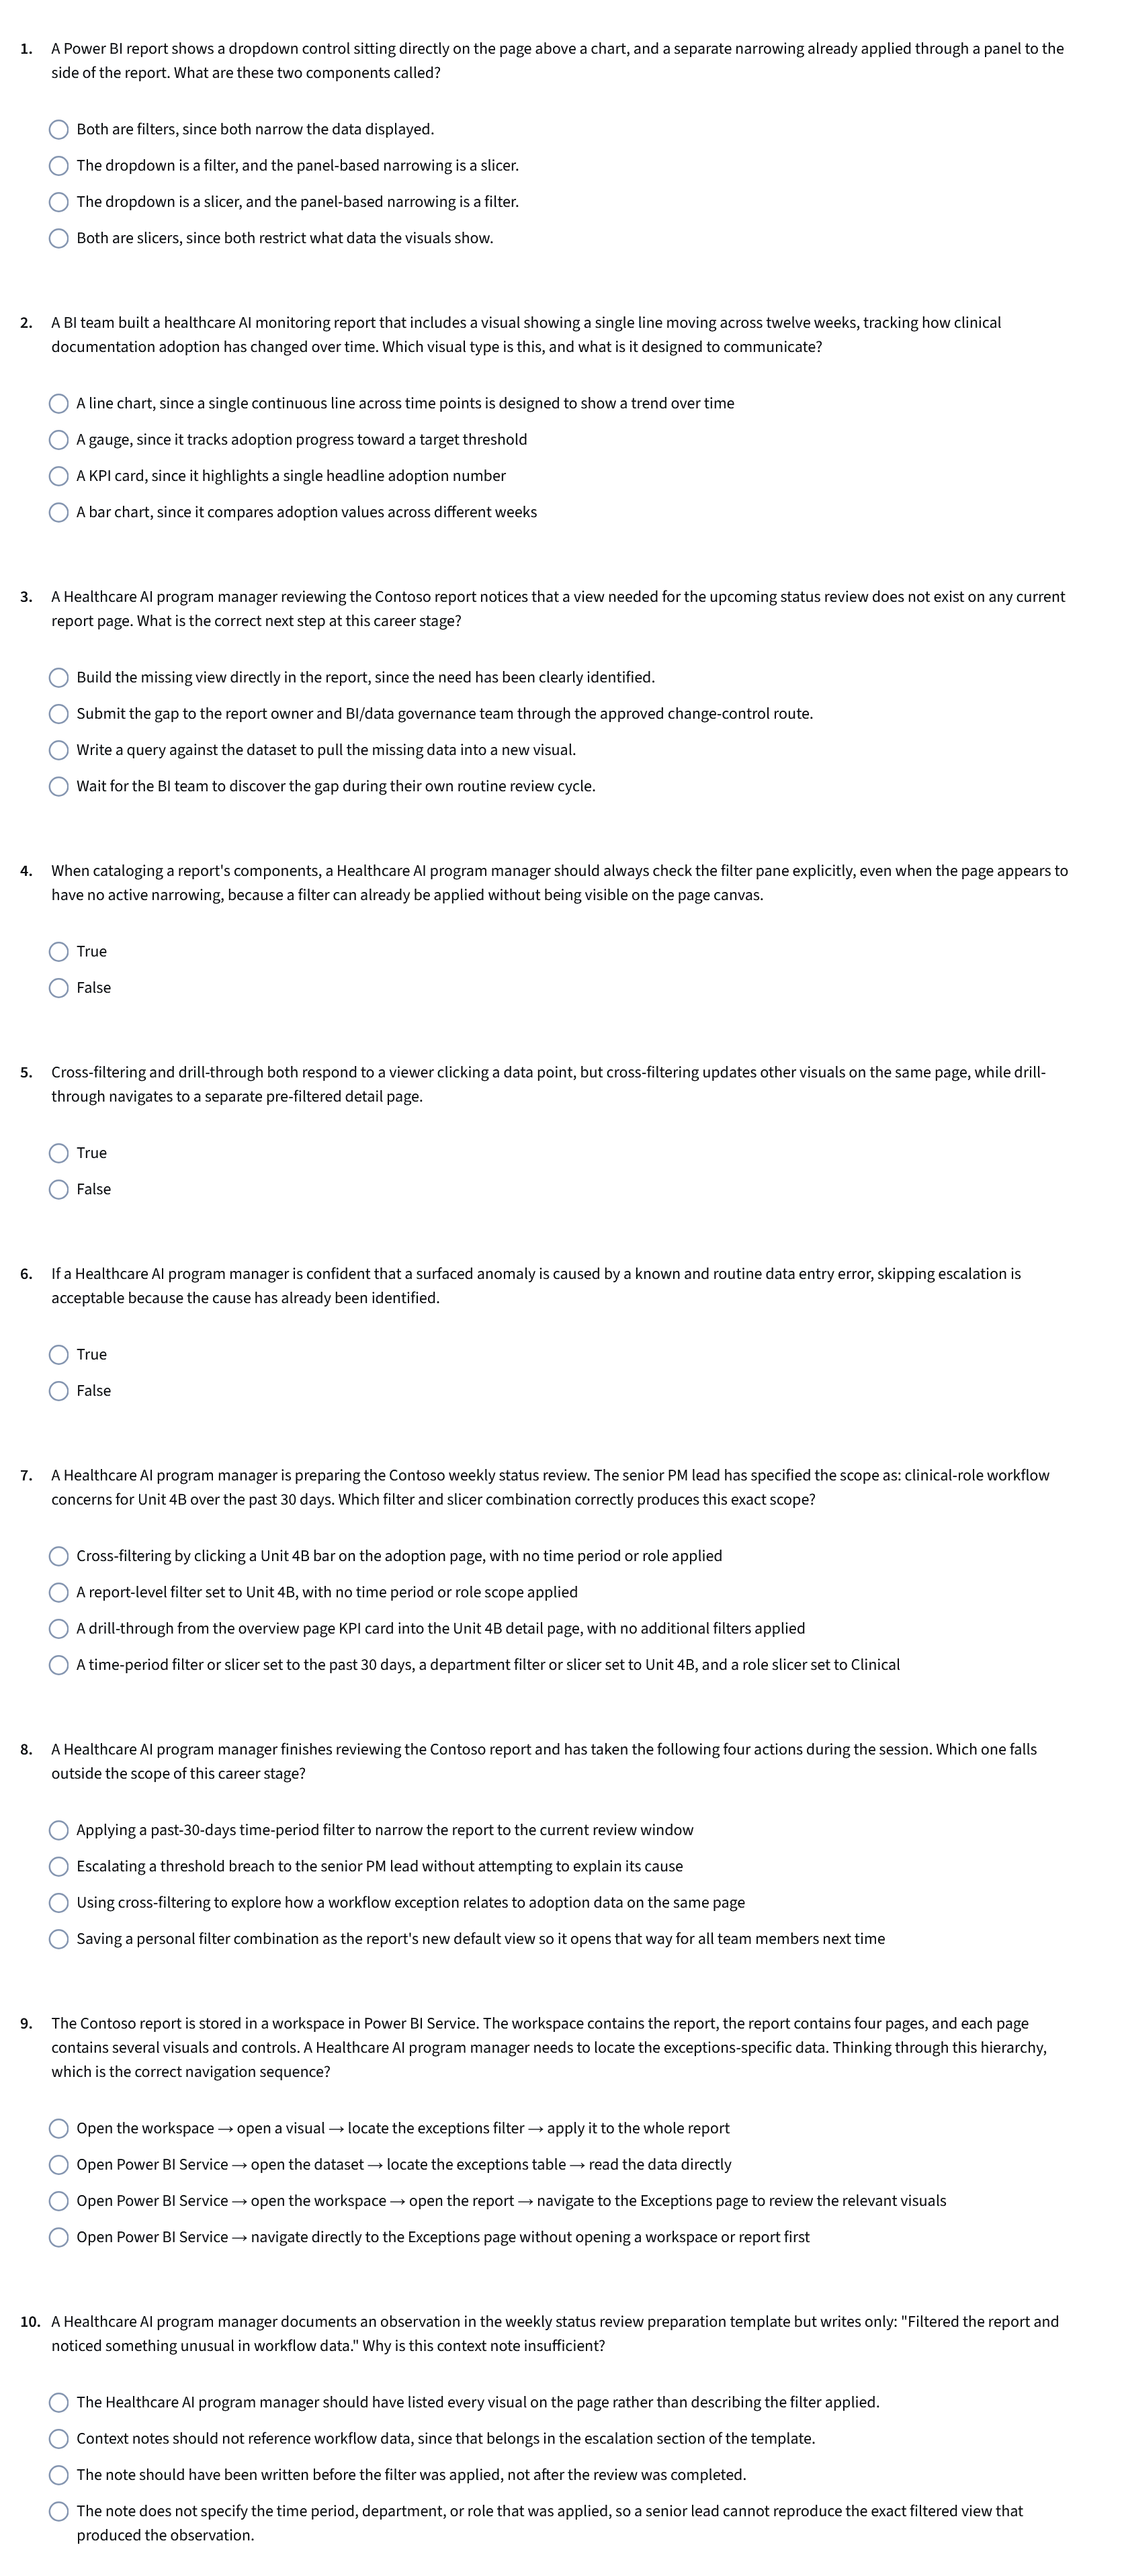 1. A Power BI report shows a dropdown control sitting directly on the page above a chart, and a separate narrowing already applied through a panel to the
side of the report. What are these two components called?
Both are filters, since both narrow the data displayed.
The dropdown is a filter, and the panel-based narrowing is a slicer.
The dropdown is a slicer, and the panel-based narrowing is a filter.
Both are slicers, since both restrict what data the visuals show.
2. A BI team built a healthcare AI monitoring report that includes a visual showing a single line moving across twelve weeks, tracking how clinical
documentation adoption has changed over time. Which visual type is this, and what is it designed to communicate?
A line chart, since a single continuous line across time points is designed to show a trend over time
A gauge, since it tracks adoption progress toward a target threshold
A KPI card, since it highlights a single headline adoption number
A bar chart, since it compares adoption values across different weeks
3. A Healthcare AI program manager reviewing the Contoso report notices that a view needed for the upcoming status review does not exist on any current
report page. What is the correct next step at this career stage?
Build the missing view directly in the report, since the need has been clearly identified.
Submit the gap to the report owner and BI/data governance team through the approved change-control route.
Write a query against the dataset to pull the missing data into a new visual.
Wait for the BI team to discover the gap during their own routine review cycle.
4. When cataloging a report's components, a Healthcare AI program manager should always check the filter pane explicitly, even when the page appears to
have no active narrowing, because a filter can already be applied without being visible on the page canvas.
True
False
5. Cross-filtering and drill-through both respond to a viewer clicking a data point, but cross-filtering updates other visuals on the same page, while drill-
through navigates to a separate pre-filtered detail page.
True
False
6. If a Healthcare AI program manager is confident that a surfaced anomaly is caused by a known and routine data entry error, skipping escalation is
acceptable because the cause has already been identified.
True
False
7. A Healthcare AI program manager is preparing the Contoso weekly status review. The senior PM lead has specified the scope as: clinical-role workflow
concerns for Unit 4B over the past 30 days. Which filter and slicer combination correctly produces this exact scope?
Cross-filtering by clicking a Unit 4B bar on the adoption page, with no time period or role applied
A report-level filter set to Unit 4B, with no time period or role scope applied
A drill-through from the overview page KPI card into the Unit 4B detail page, with no additional filters applied
A time-period filter or slicer set to the past 30 days, a department filter or slicer set to Unit 4B, and a role slicer set to Clinical
8. A Healthcare AI program manager finishes reviewing the Contoso report and has taken the following four actions during the session. Which one falls
outside the scope of this career stage?
Applying a past-30-days time-period filter to narrow the report to the current review window
Escalating a threshold breach to the senior PM lead without attempting to explain its cause
Using cross-filtering to explore how a workflow exception relates to adoption data on the same page
Saving a personal filter combination as the report's new default view so it opens that way for all team members next time
9. The Contoso report is stored in a workspace in Power BI Service. The workspace contains the report, the report contains four pages, and each page
contains several visuals and controls. A Healthcare AI program manager needs to locate the exceptions-specific data. Thinking through this hierarchy,
which is the correct navigation sequence?
Open the workspace → open a visual → locate the exceptions filter → apply it to the whole report
Open Power BI Service → open the dataset → locate the exceptions table → read the data directly
Open Power BI Service → open the workspace → open the report → navigate to the Exceptions page to review the relevant visuals
Open Power BI Service → navigate directly to the Exceptions page without opening a workspace or report first
10. A Healthcare AI program manager documents an observation in the weekly status review preparation template but writes only: "Filtered the report and
noticed something unusual in workflow data." Why is this context note insufficient?
The Healthcare AI program manager should have listed every visual on the page rather than describing the filter applied.
Context notes should not reference workflow data, since that belongs in the escalation section of the template.
The note should have been written before the filter was applied, not after the review was completed.
The note does not specify the time period, department, or role that was applied, so a senior lead cannot reproduce the exact filtered view that
produced the observation.